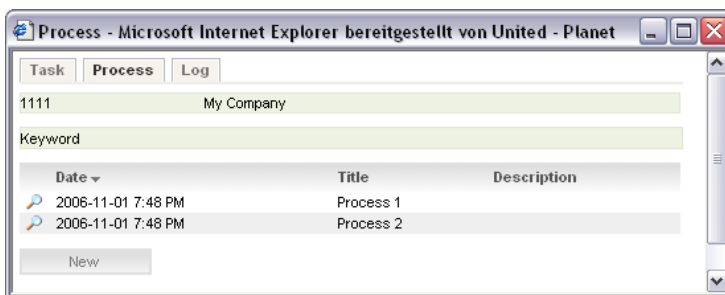 Process - Microsoft Internet Explorer bereitgestellt von United - Planet
Task Process Log
1111 My Company
Keyword
Date Title Description
2006-11-01 7:48 PM Process 1
2006-11-01 7:48 PM Process 2
New